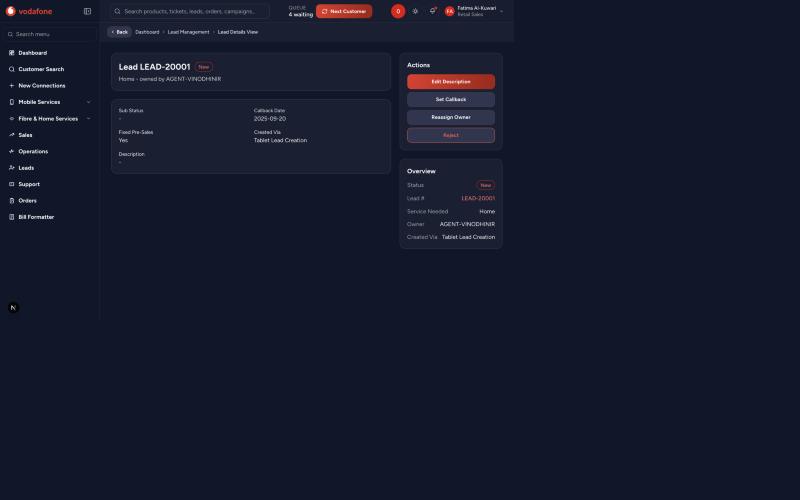 vodafone
Search products, tickets, leads, orders, campaigns...
QUEUE
4 waiting
Next Customer
0
FA
Fatima Al-Kuwari
Retail Sales
Search menu
Back
Dashboard > Lead Management > Lead Details View
Dashboard
Customer Search
New Connections
Mobile Services
Fibre & Home Services
Sales
Operations
Leads
Support
Orders
Bill Formatter
N
Lead LEAD-20001 New
Home • owned by AGENT-VINODHINIR
Sub Status
-
Callback Date
2025-09-20
Fixed Pre-Sales
Yes
Created Via
Tablet Lead Creation
Description
-
Actions
Edit Description
Set Callback
Reassign Owner
Reject
Overview
Status New
Lead # LEAD-20001
Service Needed Home
Owner AGENT-VINODHINIR
Created Via Tablet Lead Creation